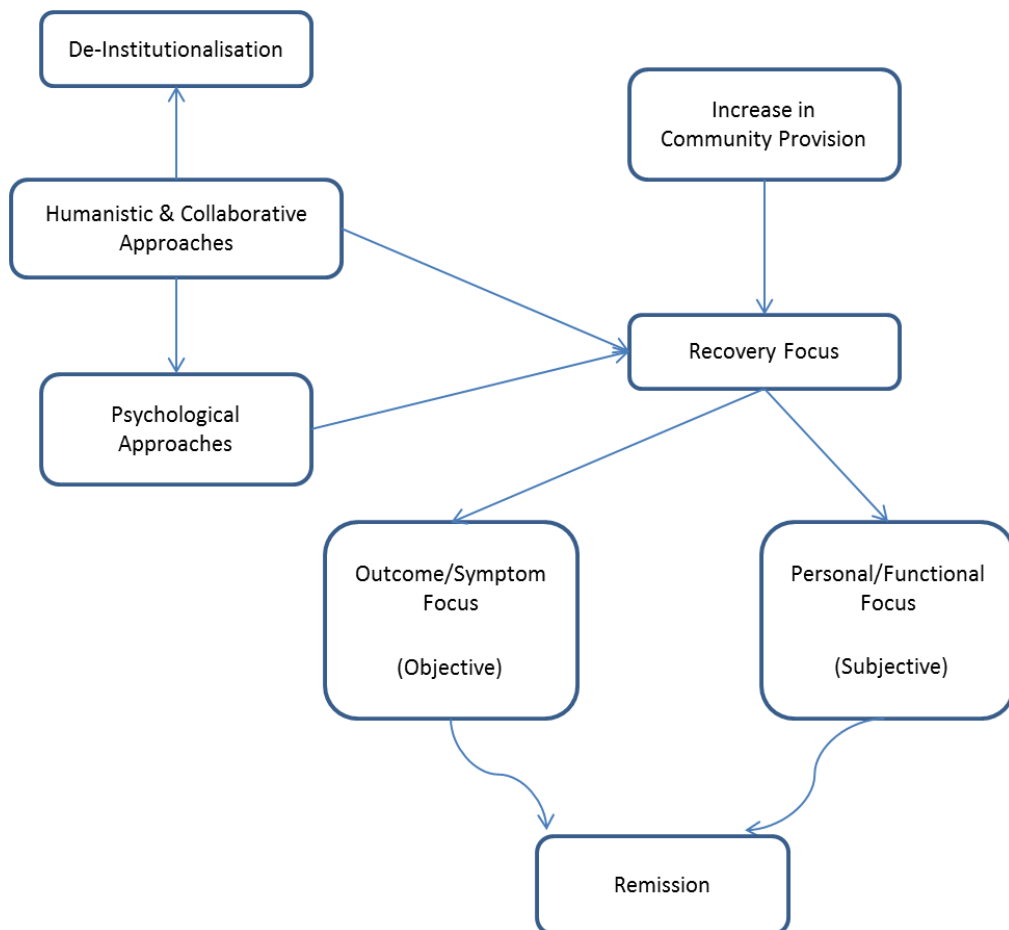 De-Institutionalisation
Increase in
Community Provision
Humanistic & Collaborative
Approaches
Recovery Focus
Psychological
Approaches
Outcome/Symptom
Focus
(Objective)
Personal/Functional
Focus
(Subjective)
Remission